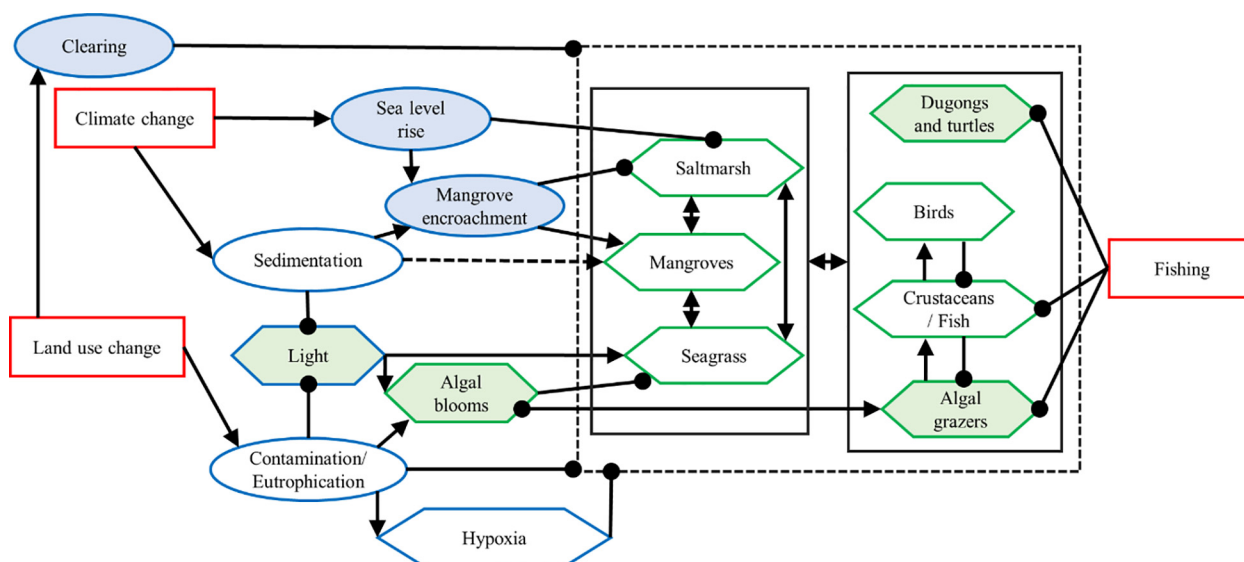 Clearing
Climate change
Sea level
rise
Dugongs
and turtles
Saltmarsh
Mangrove
encroachment
Birds
Sedimentation
Mangroves
Fishing
Crustaceans
/ Fish
Land use change
Light
Seagrass
Algal
blooms
Algal
grazers
Contamination/
Eutrophication
Hypoxia